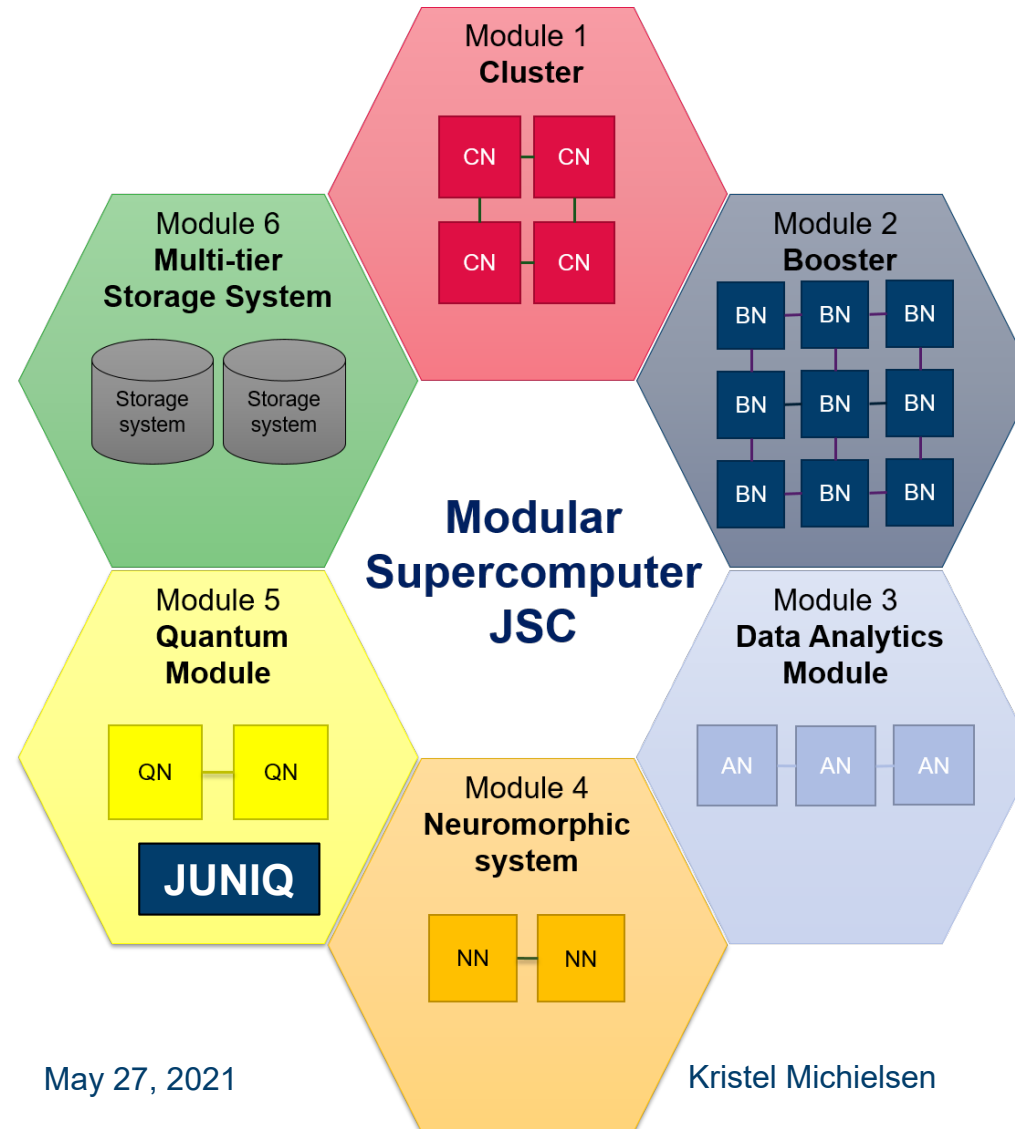 Module 1
Cluster
CN CN
CN CN
Module 2
Booster
BN BN BN
BN BN BN
BN BN BN
Module 6
Multi-tier
Storage System
Storage
system
Storage
system
Modular
Supercomputer
JSC
Module 5
Quantum
Module
QN QN
JUNIQ
Module 3
Data Analytics
Module
AN AN AN
Module 4
Neuromorphic
system
NN NN
May 27, 2021
Kristel Michielsen